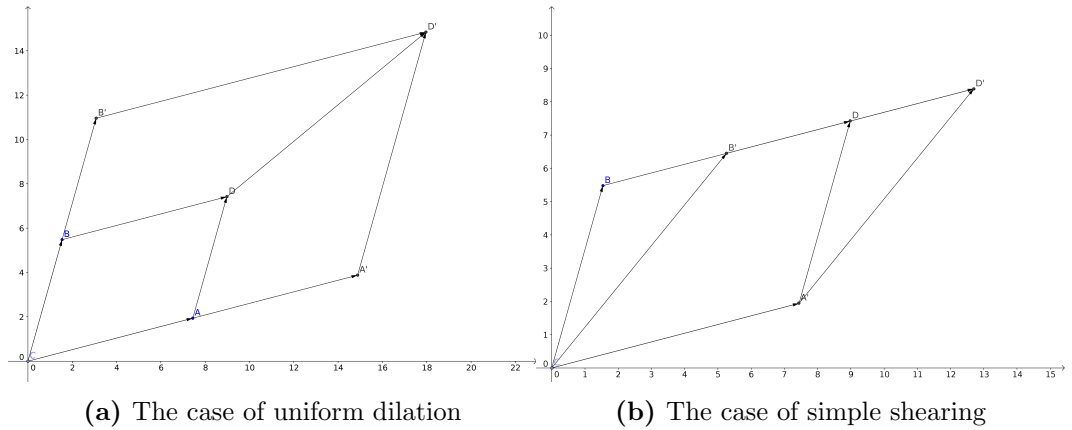 D'
14
B'
12
10
8
D
6
B
4
A'
A
2
0
C
0 2 4 6 8 10 12 14 16 18 20 22
(a) The case of uniform dilation
10
9
D'
8
D
7
B'
6
B
5
4
3
2
A'
1
0
0 1 2 3 4 5 6 7 8 9 10 11 12 13 14 15
(b) The case of simple shearing